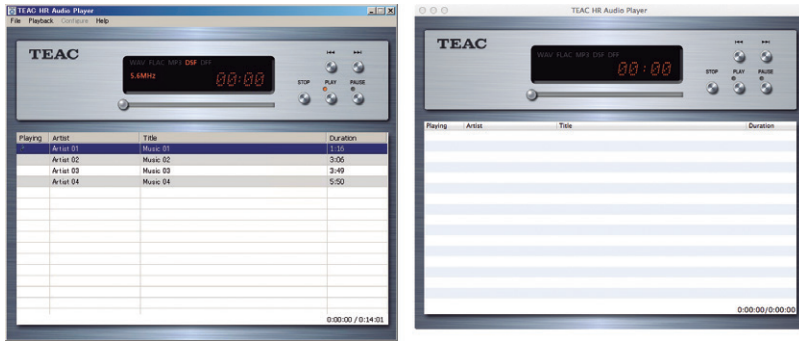 TEAC HR Audio Player
File Playback Configure Help
TEAC
WAV FLAC MP3 DSF DFF
5.6MHz
00:00
STOP PLAY PAUSE
Playing Artist Title Duration
Artist 01 Music 01 1:16
Artist 02 Music 02 3:06
Artist 03 Music 03 3:49
Artist 04 Music 04 5:50
0:00:00 / 0:14:01
TEAC HR Audio Player
TEAC
WAV FLAC MP3 DSF DFF
00:00
STOP PLAY PAUSE
Playing Artist Title Duration
0:00:00/0:00:00